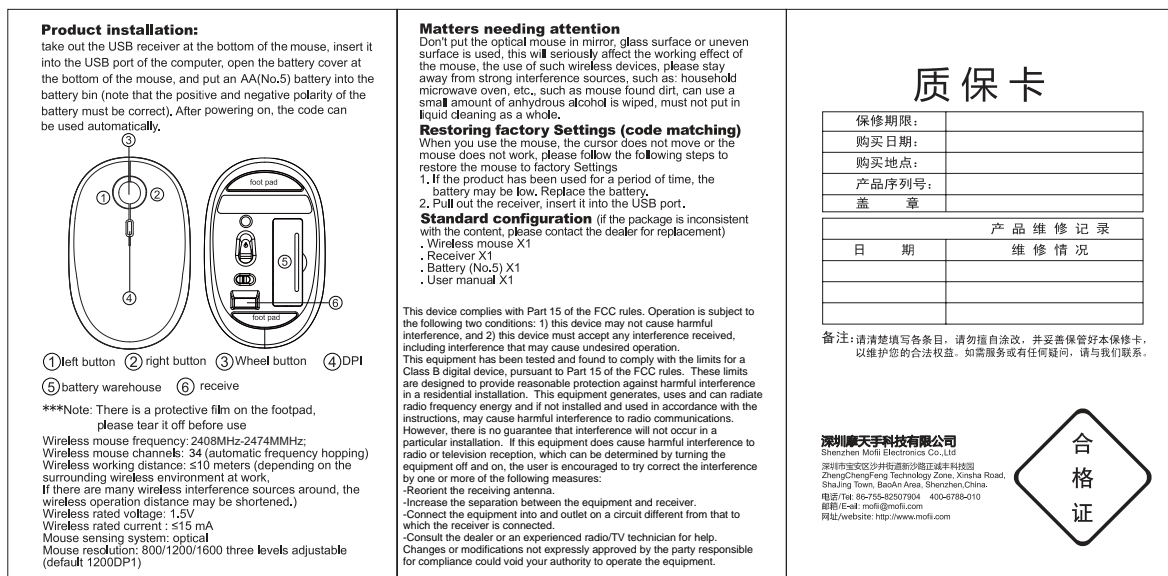 Product installation:
take out the USB receiver at the bottom of the mouse, insert it
into the USB port of the computer, open the battery cover at
the bottom of the mouse, and put an AA(No.5) battery into the
battery bin (note that the positive and negative polarity of the
battery must be correct). After powering on, the code can
be used automatically.
③
① ②
④
foot pad
⑤
⑥
foot pad
①left button ②right button ③Wheel button ④DPI
⑤battery warehouse ⑥ receive
***Note: There is a protective film on the footpad,
please tear it off before use
Wireless mouse frequency: 2408MHz-2474MMHz;
Wireless mouse channels: 34 (automatic frequency hopping)
Wireless working distance: ≤10 meters (depending on the
surrounding wireless environment at work,
If there are many wireless interference sources around, the
wireless operation distance may be shortened.)
Wireless rated voltage: 1.5V
Wireless rated current : ≤15 mA
Mouse sensing system: optical
Mouse resolution: 800/1200/1600 three levels adjustable
(default 1200DP1)
Matters needing attention
Don't put the optical mouse in mirror, glass surface or uneven
surface is used, this will seriously affect the working effect of
the mouse, the use of such wireless devices, please stay
away from strong interference sources, such as: household
microwave oven, etc., such as mouse found dirt, can use a
small amount of anhydrous alcohol is wiped, must not put in
liquid cleaning as a whole.
Restoring factory Settings (code matching)
When you use the mouse, the cursor does not move or the
mouse does not work, please follow the following steps to
restore the mouse to factory Settings
1. If the product has been used for a period of time, the
battery may be low. Replace the battery.
2. Pull out the receiver, insert it into the USB port.
Standard configuration (if the package is inconsistent
with the content, please contact the dealer for replacement)
. Wireless mouse X1
. Receiver X1
. Battery (No.5) X1
. User manual X1
This device complies with Part 15 of the FCC rules. Operation is subject to
the following two conditions: 1) this device may not cause harmful
interference, and 2) this device must accept any interference received,
including interference that may cause undesired operation.
This equipment has been tested and found to comply with the limits for a
Class B digital device, pursuant to Part 15 of the FCC rules. These limits
are designed to provide reasonable protection against harmful interference
in a residential installation. This equipment generates, uses and can radiate
radio frequency energy and if not installed and used in accordance with the
instructions, may cause harmful interference to radio communications.
However, there is no guarantee that interference will not occur in a
particular installation. If this equipment does cause harmful interference to
radio or television reception, which can be determined by turning the
equipment off and on, the user is encouraged to try correct the interference
by one or more of the following measures:
-Reorient the receiving antenna.
-Increase the separation between the equipment and receiver.
-Connect the equipment into and outlet on a circuit different from that to
which the receiver is connected.
-Consult the dealer or an experienced radio/TV technician for help.
Changes or modifications not expressly approved by the party responsible
for compliance could void your authority to operate the equipment.
质保卡
保修期限：
购买日期：
购买地点：
产品序列号：
盖 章
产品维修记录
日 期 维修情况
备注：请清楚填写各条目，请勿擅自涂改，并妥善保管好本保修卡，
以维护您的合法权益。如需服务或有任何疑问，请与我们联系。
深圳摩天手科技有限公司
Shenzhen Mofii Electronics Co.,Ltd
深圳市宝安区沙井街道新沙路正诚丰科技园
ZhengChengFeng Technology Zone, Xinsha Road,
ShaJing Town, BaoAn Area, Shenzhen,China.
电话/Tel: 86-755-82507904 400-6788-010
邮箱/E-ail: mofii@mofii.com
网址/website: http://www.mofii.com
合
格
证